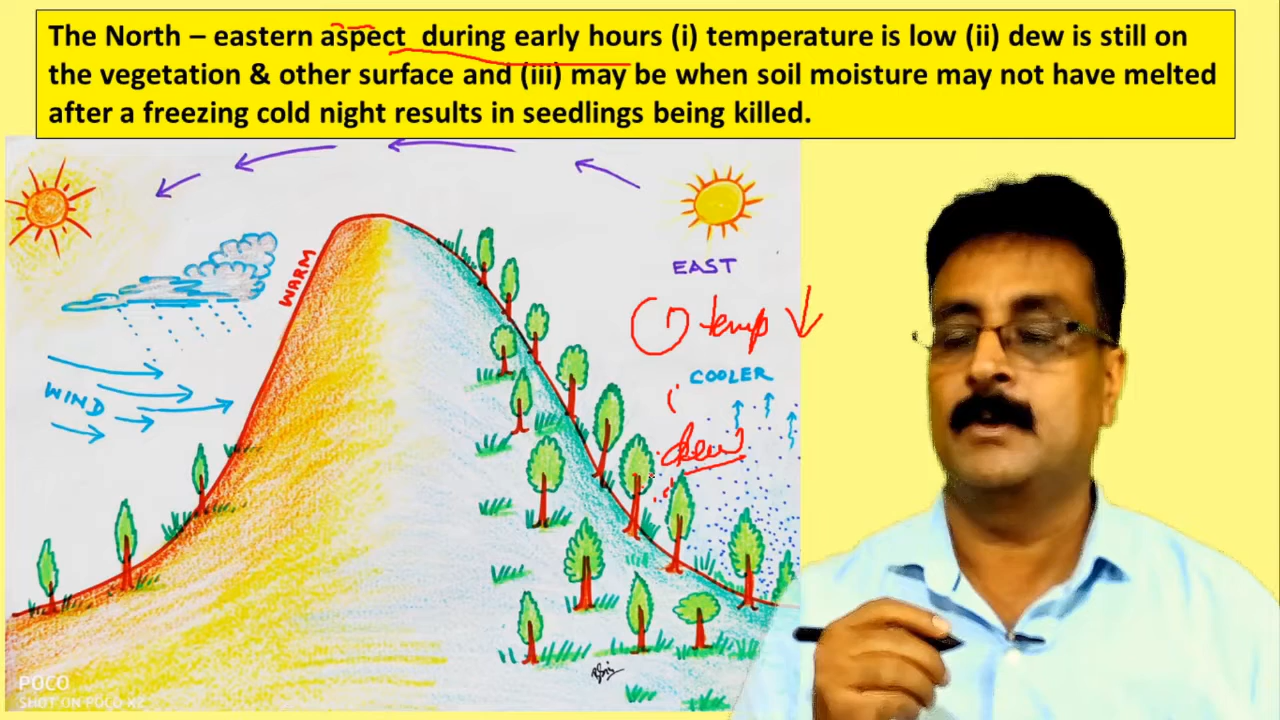 The North – eastern aspect during early hours (i) temperature is low (ii) dew is still on
the vegetation & other surface and (iii) may be when soil moisture may not have melted
after a freezing cold night results in seedlings being killed.
WARM
EAST
temp ↓
COOLER
WIND
i
dew
POCO
SHOT ON POCO X2